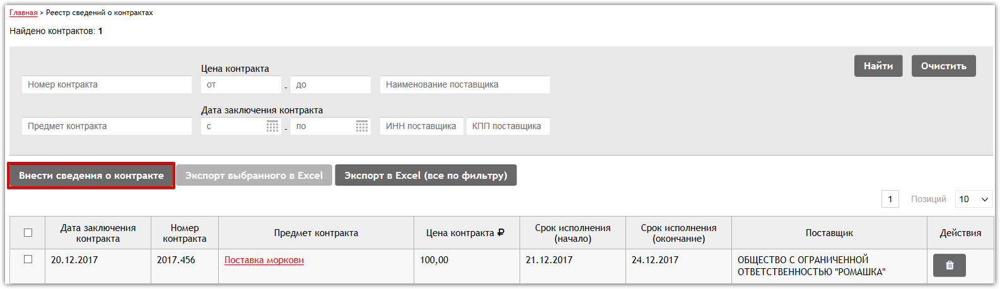 Главная > Реестр сведений о контрактах
Найдено контрактов: 1
Цена контракта
Найти Очистить
Номер контракта от - до Наименование поставщика
Дата заключения контракта
Предмет контракта с - по ИНН поставщика КПП поставщика
Внести сведения о контракте Экспорт выбранного в Excel Экспорт в Excel (все по фильтру)
1 Позиций 10
Дата заключения контракта Номер контракта Предмет контракта Цена контракта ₽ Срок исполнения (начало) Срок исполнения (окончание) Поставщик Действия
20.12.2017 2017.456 Поставка моркови 100,00 21.12.2017 24.12.2017 ОБЩЕСТВО С ОГРАНИЧЕННОЙ
ОТВЕТСТВЕННОСТЬЮ "РОМАШКА"